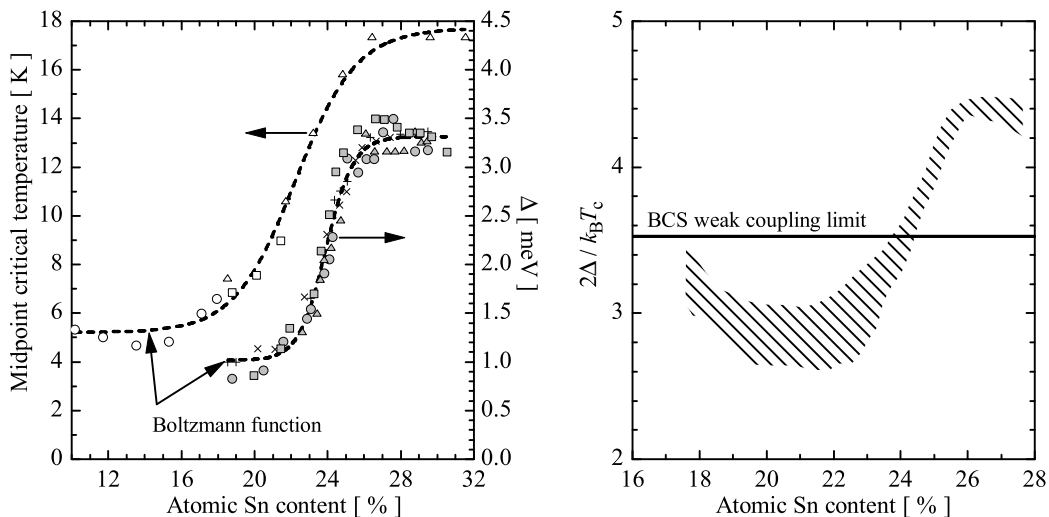 Midpoint critical temperature [ K ]
18
16
14
12
10
8
6
4
2
0
12 16 20 24 28 32
Atomic Sn content [ % ]
Boltzmann function
4.5
4.0
3.5
3.0
2.5
2.0
1.5
1.0
0.5
0.0
Δ [ meV ]
2Δ / kBTc
5
4
3
2
BCS weak coupling limit
16 18 20 22 24 26 28
Atomic Sn content [ % ]